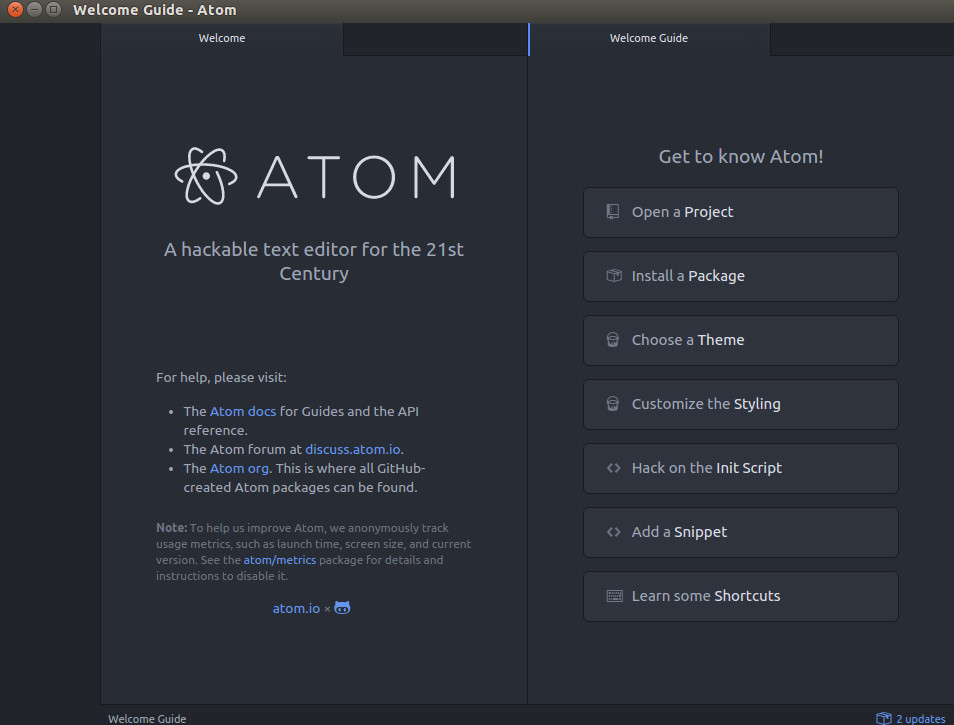 Welcome Guide - Atom
Welcome
Welcome Guide
ATOM
A hackable text editor for the 21st
Century
For help, please visit:
• The Atom docs for Guides and the API
reference.
• The Atom forum at discuss.atom.io.
• The Atom org. This is where all GitHub-
created Atom packages can be found.
Note: To help us improve Atom, we anonymously track
usage metrics, such as launch time, screen size, and current
version. See the atom/metrics package for details and
instructions to disable it.
atom.io ×
Get to know Atom!
Open a Project
Install a Package
Choose a Theme
Customize the Styling
Hack on the Init Script
Add a Snippet
Learn some Shortcuts
Welcome Guide
2 updates